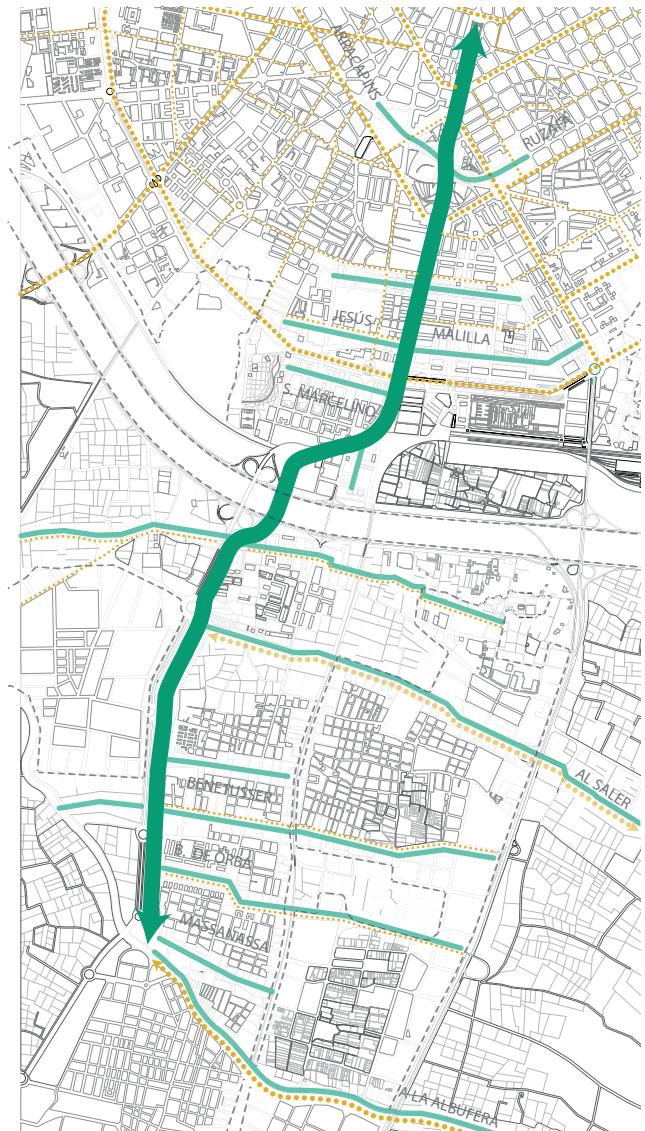 ARRACAPINS
RUZAFA
JESÚS
MALILLA
S. MARCELINO
AL SALER
BENETUSSER
B. DE ORBA
MASSANASSA
A LA ALBUFERA